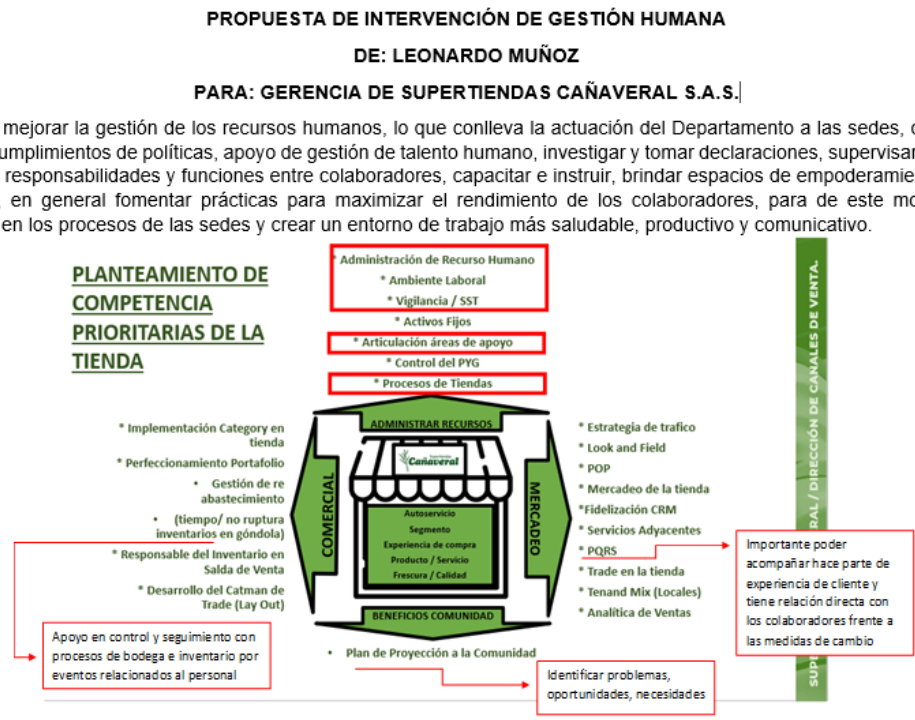 PROPUESTA DE INTERVENCIÓN DE GESTIÓN HUMANA
DE: LEONARDO MUÑOZ
PARA: GERENCIA DE SUPERTIENDAS CAÑAVERAL S.A.S.
mejorar la gestión de los recursos humanos, lo que conlleva la actuación del Departamento a las sedes,
umplimientos de políticas, apoyo de gestión de talento humano, investigar y tomar declaraciones, supervisar
responsabilidades y funciones entre colaboradores, capacitar e instruir, brindar espacios de empoderamie
, en general fomentar prácticas para maximizar el rendimiento de los colaboradores, para de este mo
en los procesos de las sedes y crear un entorno de trabajo más saludable, productivo y comunicativo.
PLANTEAMIENTO DE
COMPETENCIA
PRIORITARIAS DE LA
TIENDA
* Administración de Recurso Humano
* Ambiente Laboral
* Vigilancia / SST
* Activos Fijos
* Articulación áreas de apoyo
* Control del PYG
* Procesos de Tiendas
ADMINISTRAR RECURSOS
* Implementación Category en
tienda
* Perfeccionamiento Portafolio
• Gestión de re
abastecimiento
• (tiempo/ no ruptura
inventarios en góndola)
* Responsable del Inventario en
Salda de Venta
* Desarrollo del Catman de
Trade (Lay Out)
COMERCIAL
Cañaveral
Autoservicio
Segmento
Experiencia de compra
Producto / Servicio
Frescura / Calidad
MERCADEO
* Estrategia de trafico
* Look and Field
* POP
* Mercadeo de la tienda
*Fidelización CRM
* Servicios Adyacentes
* PQRS
* Trade en la tienda
* Tenand Mix (Locales)
* Analítica de Ventas
BENEFICIOS COMUNIDAD
• Plan de Proyección a la Comunidad
Apoyo en control y seguimiento con
procesos de bodega e inventario por
eventos relacionados al personal
Identificar problemas,
oportunidades, necesidades
Importante poder
acompañar hace parte de
experiencia de cliente y
tiene relación directa con
los colaboradores frente a
las medidas de cambio
SUP RAL / DIRECCIÓN DE CANALES DE VENTA.